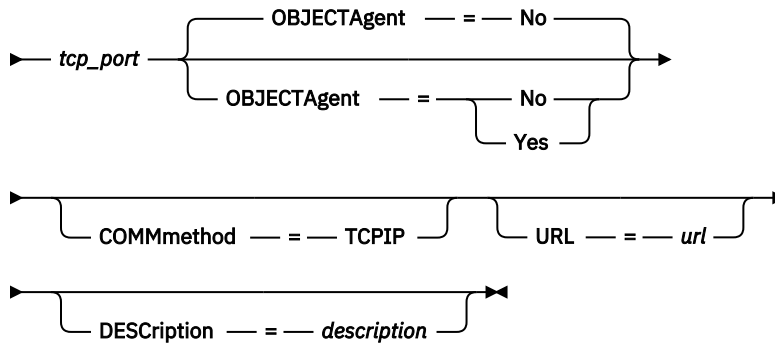 OBJECTAgent = No
tcp_port
OBJECTAgent = No
Yes
COMMmethod = TCPIP URL = url
DESCription = description